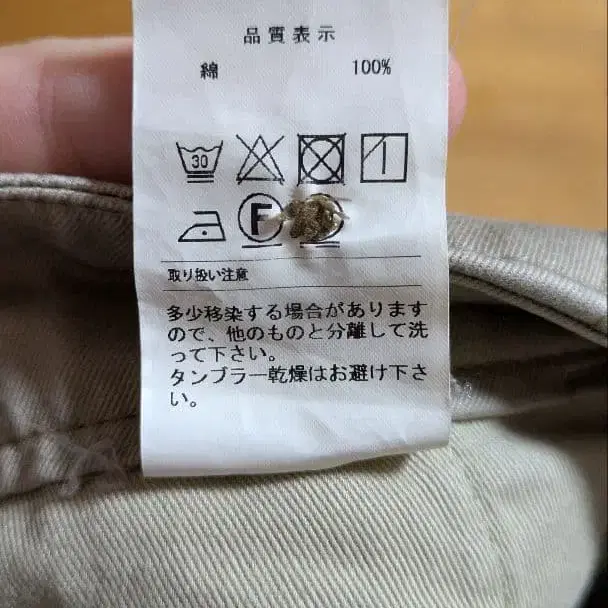 品質表示
綿 100%
30
F
取り扱い注意
多少移染する場合があります
ので、他のものと分離して洗
って下さい。
タンブラー乾燥はお避け下さ
い。